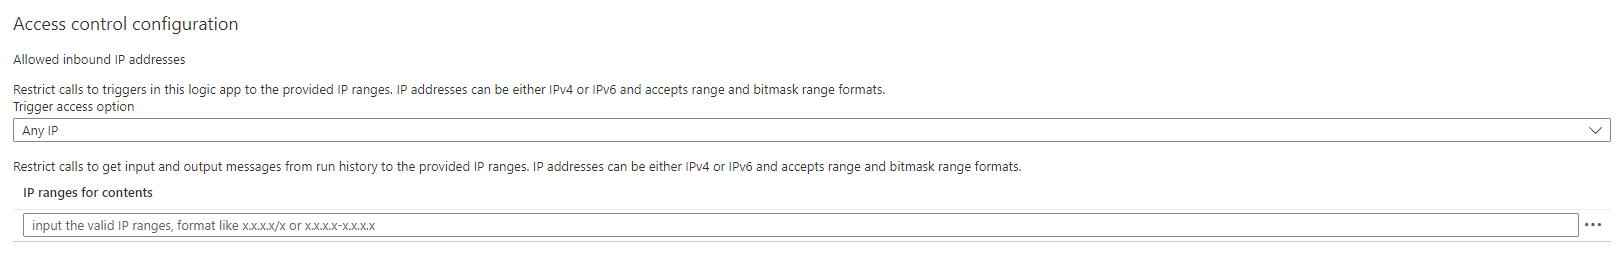 Access control configuration
Allowed inbound IP addresses
Restrict calls to triggers in this logic app to the provided IP ranges. IP addresses can be either IPv4 or IPv6 and accepts range and bitmask range formats.
Trigger access option
Any IP
Restrict calls to get input and output messages from run history to the provided IP ranges. IP addresses can be either IPv4 or IPv6 and accepts range and bitmask range formats.
IP ranges for contents
input the valid IP ranges, format like x.x.x.x/x or x.x.x.x-x.x.x.x